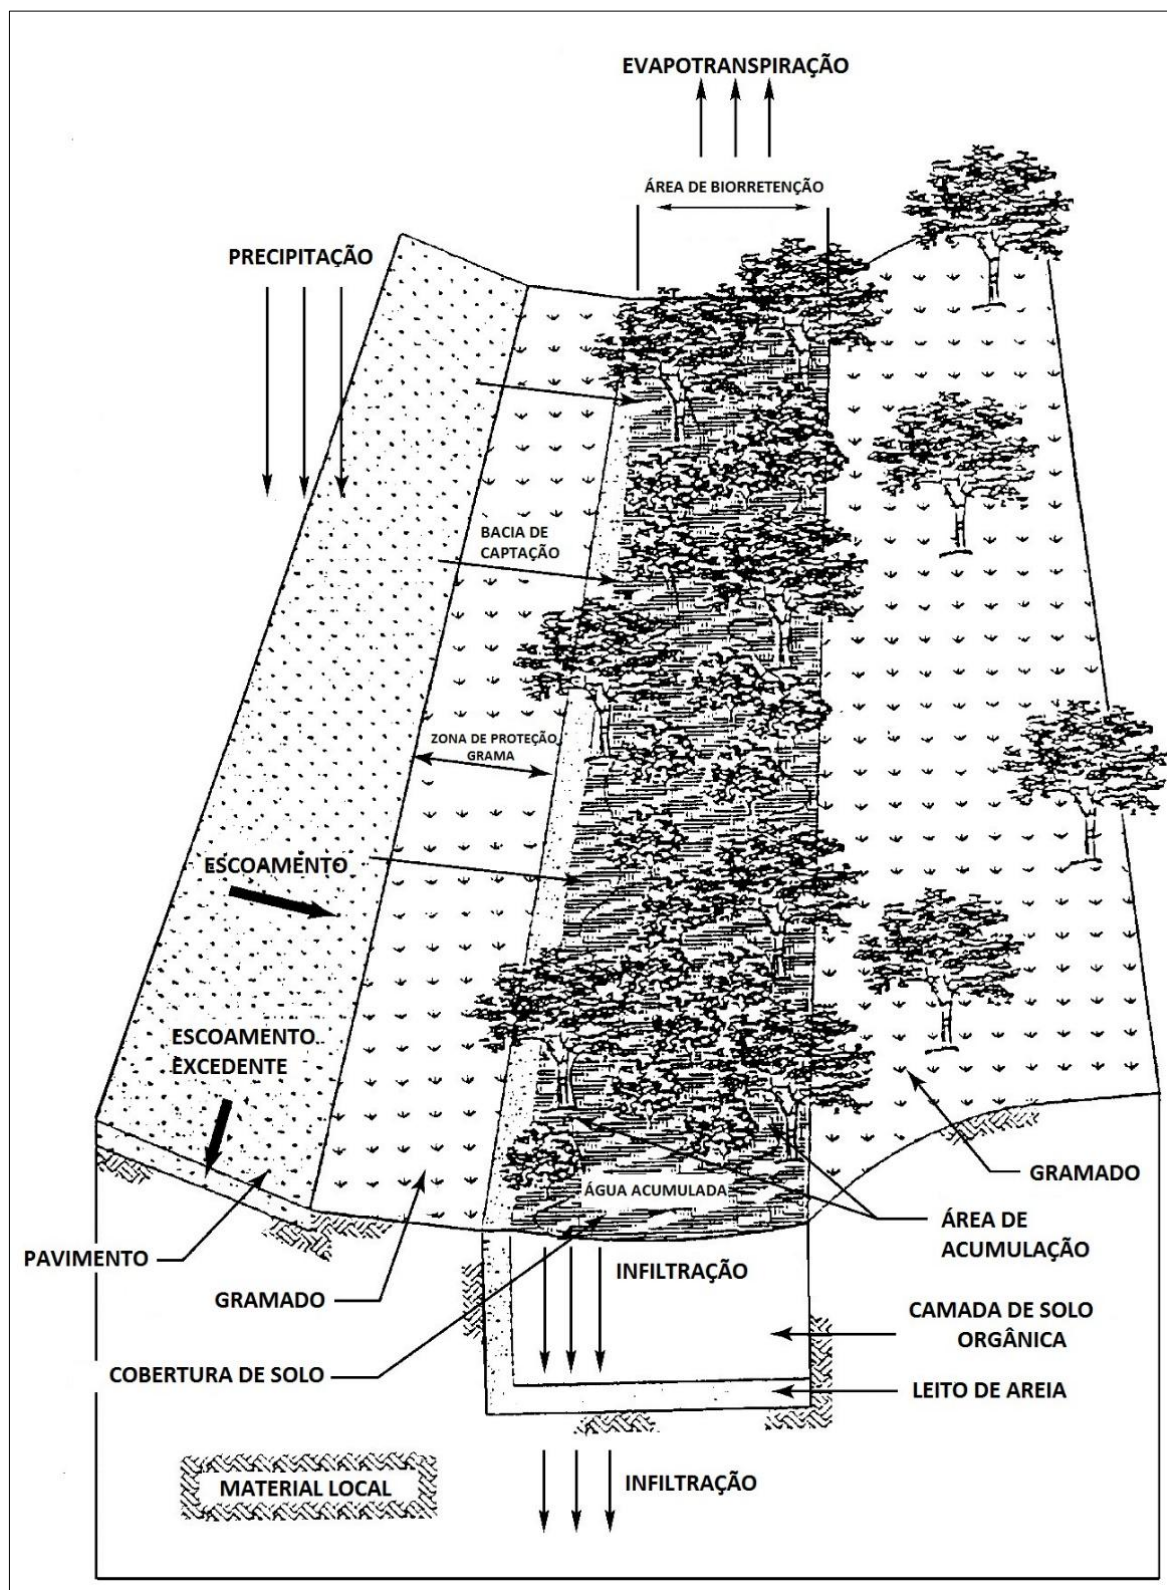 EVAPOTRANSPIRAÇÃO
ÁREA DE BIORRETENÇÃO
PRECIPITAÇÃO
BACIA DE
CAPTAÇÃO
ZONA DE PROTEÇÃO
GRAMA
ESCOAMENTO
ESCOAMENTO
EXCEDENTE
ÁGUA ACUMULADA
GRAMADO
PAVIMENTO
ÁREA DE
ACUMULAÇÃO
INFILTRAÇÃO
GRAMADO
CAMADA DE SOLO
ORGÂNICA
COBERTURA DE SOLO
LEITO DE AREIA
MATERIAL LOCAL
INFILTRAÇÃO